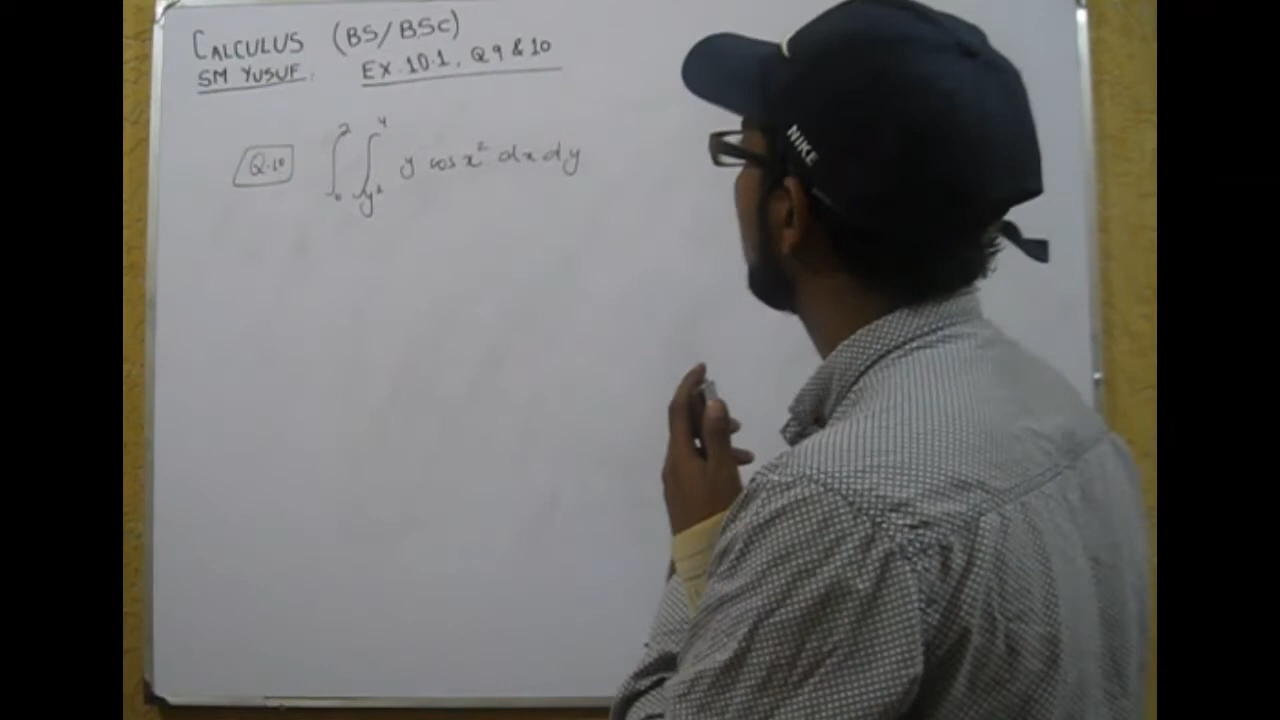 CALCULUS (BS/BSc)
SM YUSUF. EX.10.1, Q9 & 10
Q.10 ∫₀² ∫_{y²}⁴ y cos x² dx dy
NIKE